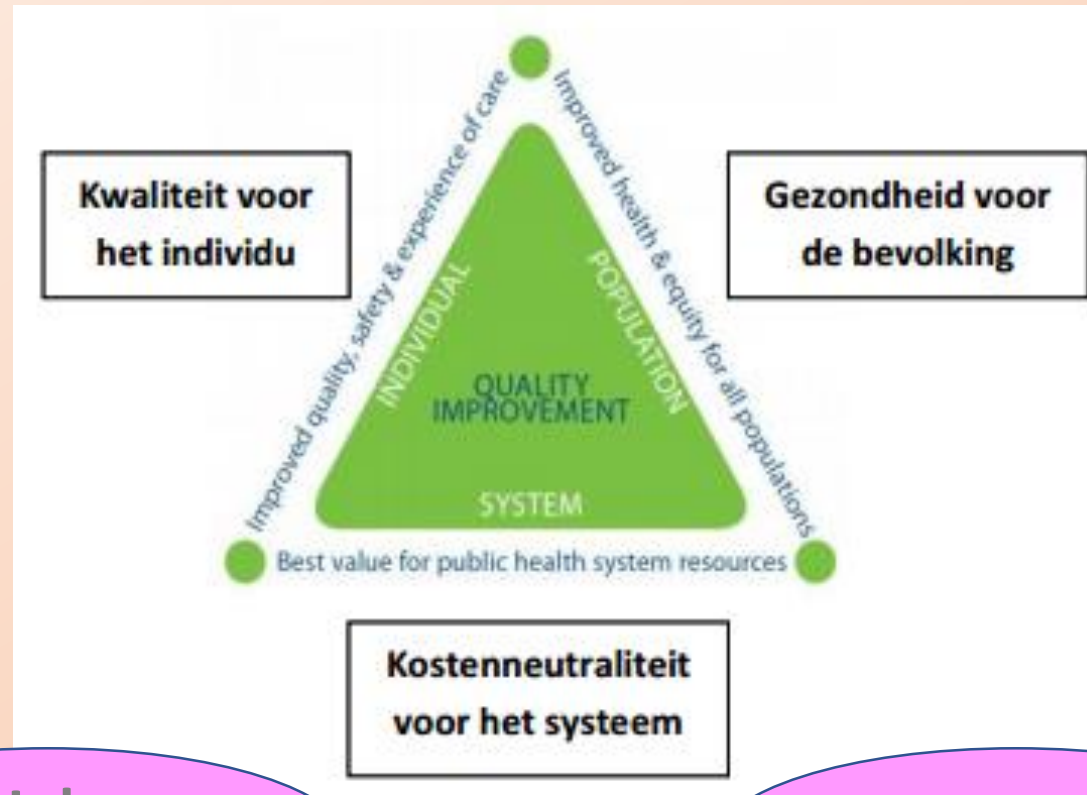 Improved quality, safety & experience of care
Improved health & equity for all populations
Kwaliteit voor
het individu
Gezondheid voor
de bevolking
INDIVIDUAL
POPULATION
QUALITY
IMPROVEMENT
SYSTEM
Best value for public health system resources
Kostenneutraliteit
voor het systeem